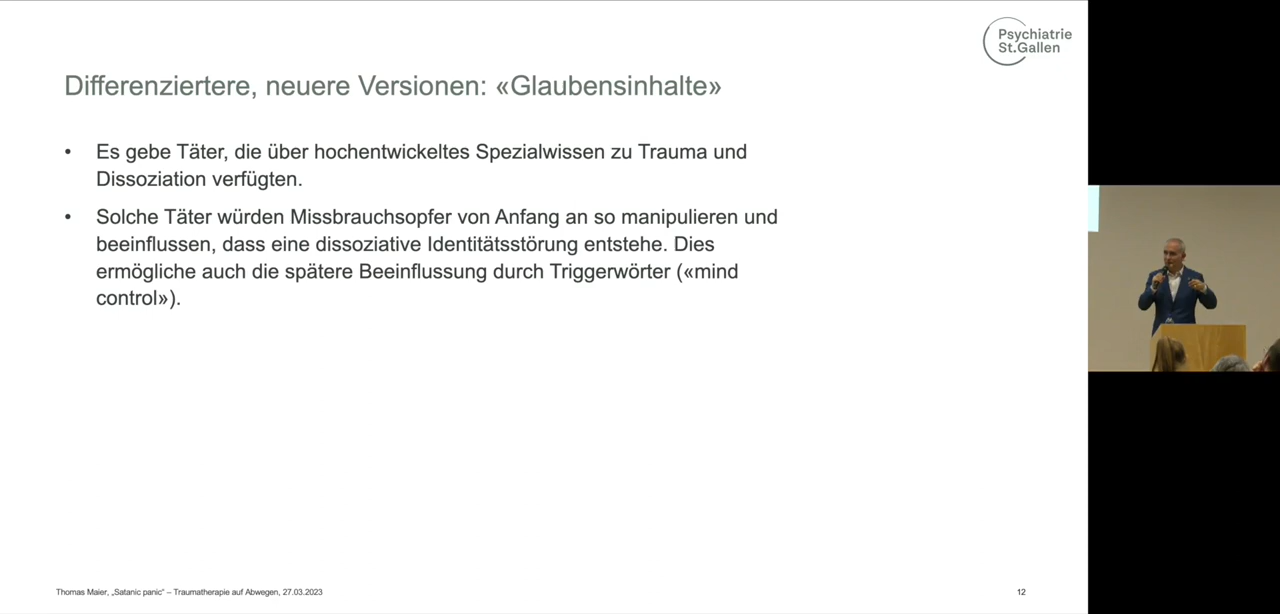 Psychiatrie
St.Gallen
Differenziertere, neuere Versionen: «Glaubensinhalte»
• Es gebe Täter, die über hochentwickeltes Spezialwissen zu Trauma und
Dissoziation verfügten.
• Solche Täter würden Missbrauchsopfer von Anfang an so manipulieren und
beeinflussen, dass eine dissoziative Identitätsstörung entstehe. Dies
ermögliche auch die spätere Beeinflussung durch Triggerwörter («mind
control»).
Thomas Maier, „Satanic panic“ – Traumatherapie auf Abwegen, 27.03.2023
12